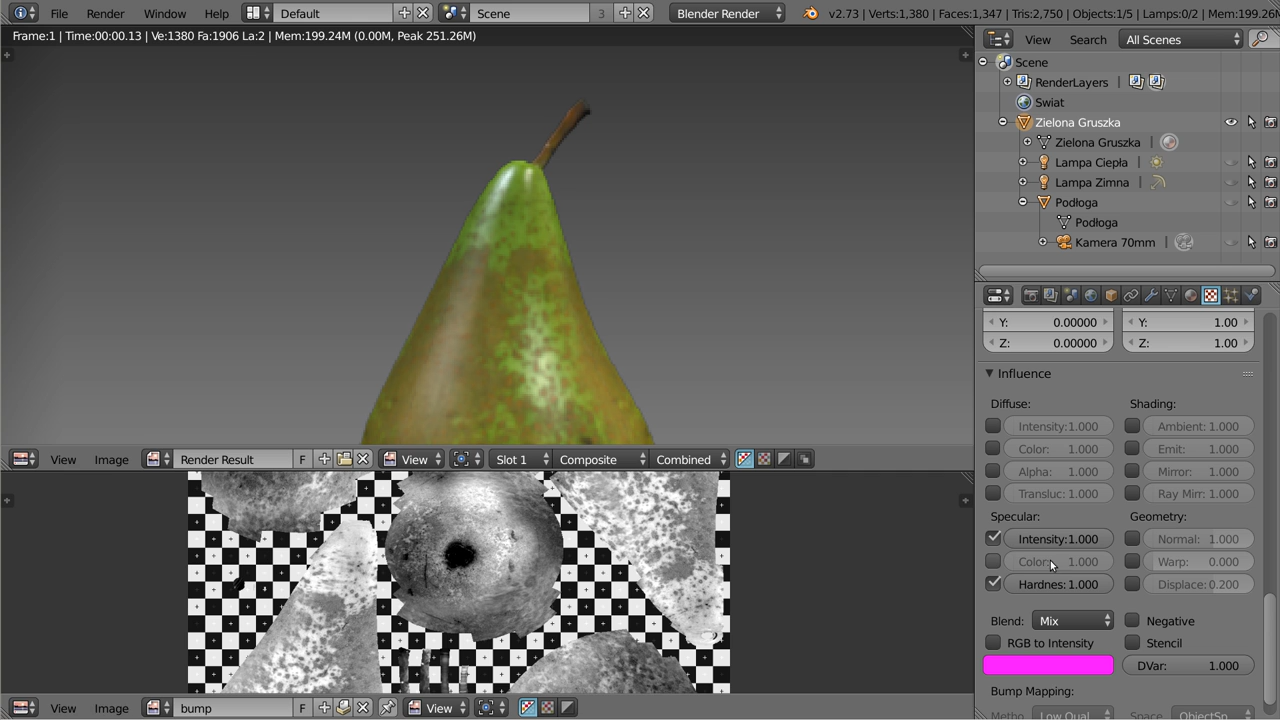 File Render Window Help Default Scene 3 Blender Render v2.73 | Verts:1,380 | Faces:1,347 | Tris:2,750 | Objects:1/5 | Lamps:0/2 | Mem:199.26
Frame:1 | Time:00:00.13 | Ve:1380 Fa:1906 La:2 | Mem:199.24M (0.00M, Peak 251.26M)
View Search All Scenes
Scene
RenderLayers |
Swiat
Zielona Gruszka
Zielona Gruszka |
Lampa Ciepła |
Lampa Zimna |
Podłoga
Podłoga
Kamera 70mm |
Y: 0.00000 Y: 1.00
Z: 0.00000 Z: 1.00
Influence
Diffuse: Shading:
Intensity:1.000 Ambient: 1.000
Color: 1.000 Emit: 1.000
Alpha: 1.000 Mirror: 1.000
Transluc: 1.000 Ray Mirr: 1.000
Specular: Geometry:
Intensity:1.000 Normal: 1.000
Color: 1.000 Warp: 0.000
Hardnes: 1.000 Displace: 0.200
Blend: Mix Negative
RGB to Intensity Stencil
DVar: 1.000
Bump Mapping:
View Image Render Result F View Slot 1 Composite Combined
View Image bump F View